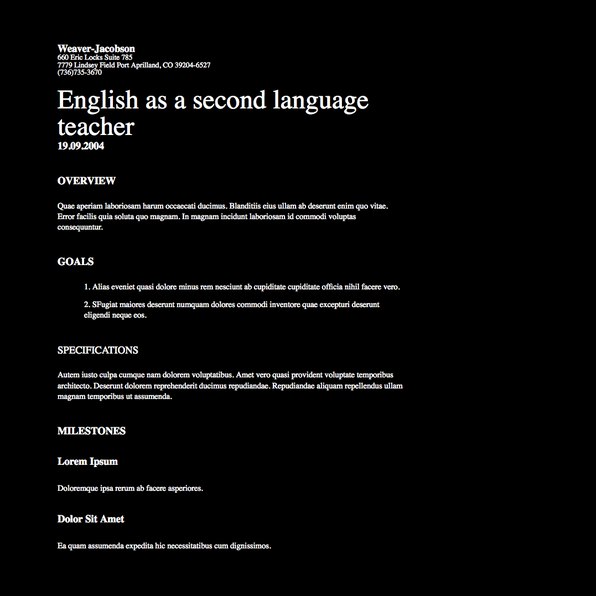 Weaver-Jacobson
660 Eric Locks Suite 785
7779 Lindsey Field Port Aprilland, CO 39204-6527
(736)735-3670
English as a second language
teacher
19.09.2004
OVERVIEW
Quae aperiam laboriosam harum occaecati ducimus. Blanditiis eius ullam ab deserunt enim quo vitae.
Error facilis quia soluta quo magnam. In magnam incidunt laboriosam id commodi voluptas
consequuntur.
GOALS
1. Alias eveniet quasi dolore minus rem nesciunt ab cupiditate cupiditate officia nihil facere vero.
2. SFugiat maiores deserunt numquam dolores commodi inventore quae excepturi deserunt
eligendi neque eos.
SPECIFICATIONS
Autem iusto culpa cumque nam dolorem voluptatibus. Amet vero quasi provident voluptate temporibus
architecto. Deserunt dolorem reprehenderit ducimus repudiandae. Repudiandae aliquam repellendus ullam
magnam temporibus ut assumenda.
MILESTONES
Lorem Ipsum
Doloremque ipsa rerum ab facere asperiores.
Dolor Sit Amet
Ea quam assumenda expedita hic necessitatibus cum dignissimos.